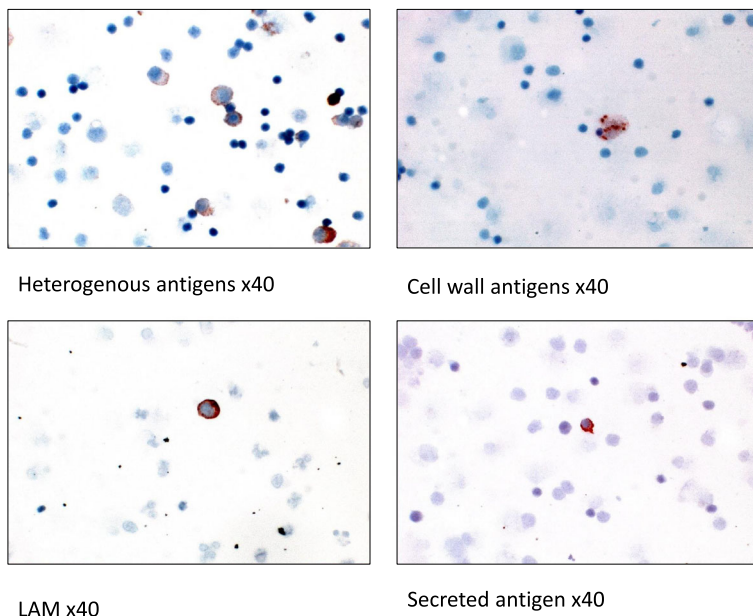 Heterogenous antigens x40
Cell wall antigens x40
LAM x40
Secreted antigen x40